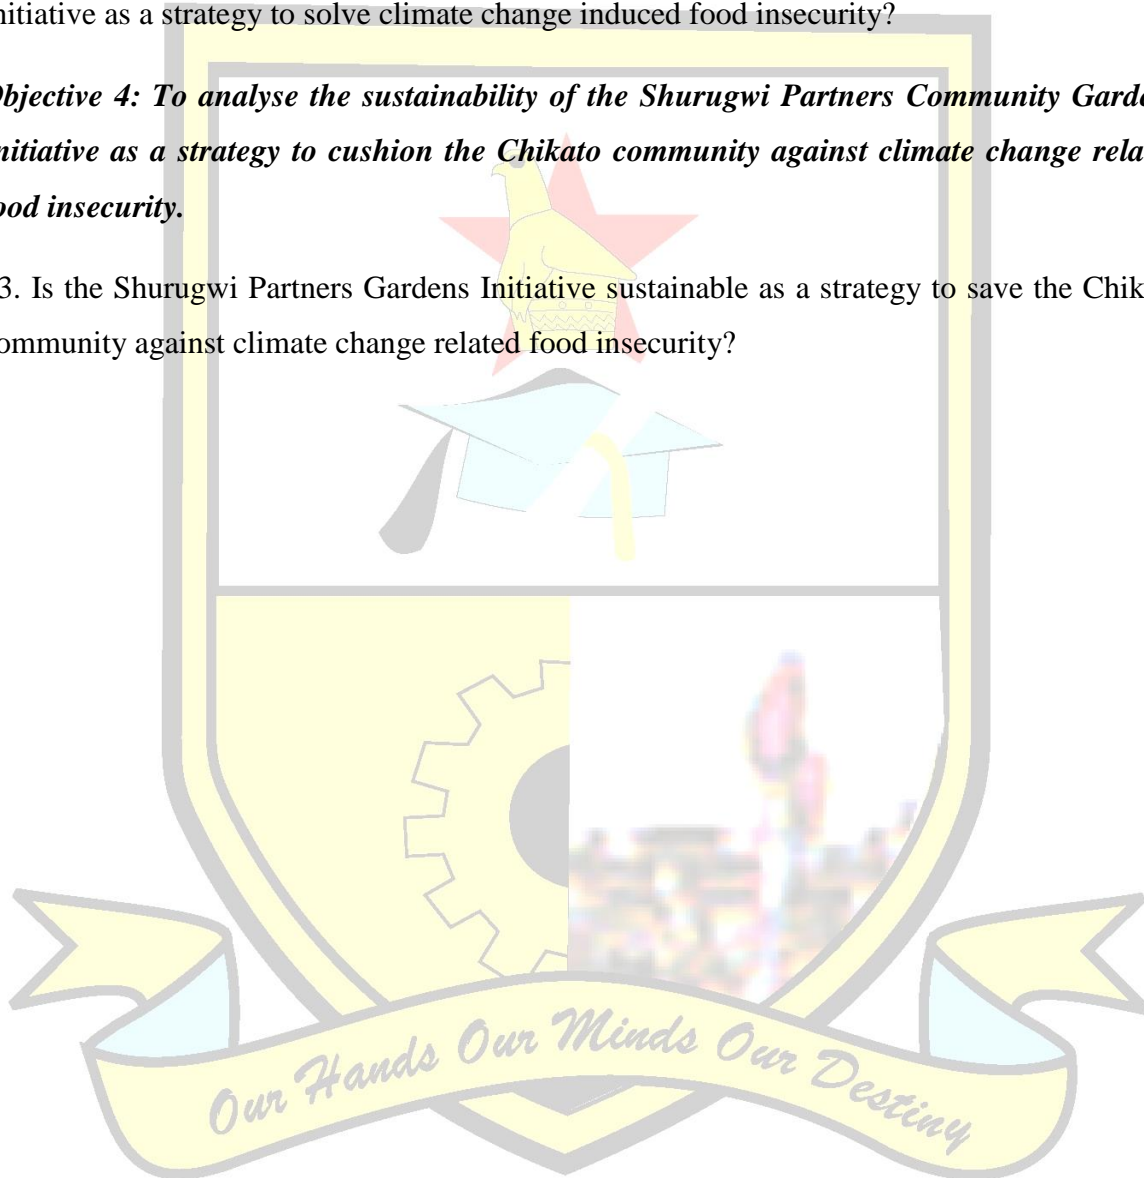 nitiative as a strategy to solve climate change induced food insecurity?
Objective 4: To analyse the sustainability of the Shurugwi Partners Community Garde
nitiative as a strategy to cushion the Chikato community against climate change rela
ood insecurity.
3. Is the Shurugwi Partners Gardens Initiative sustainable as a strategy to save the Chik
ommunity against climate change related food insecurity?
Our Hands Our Minds Our Destiny